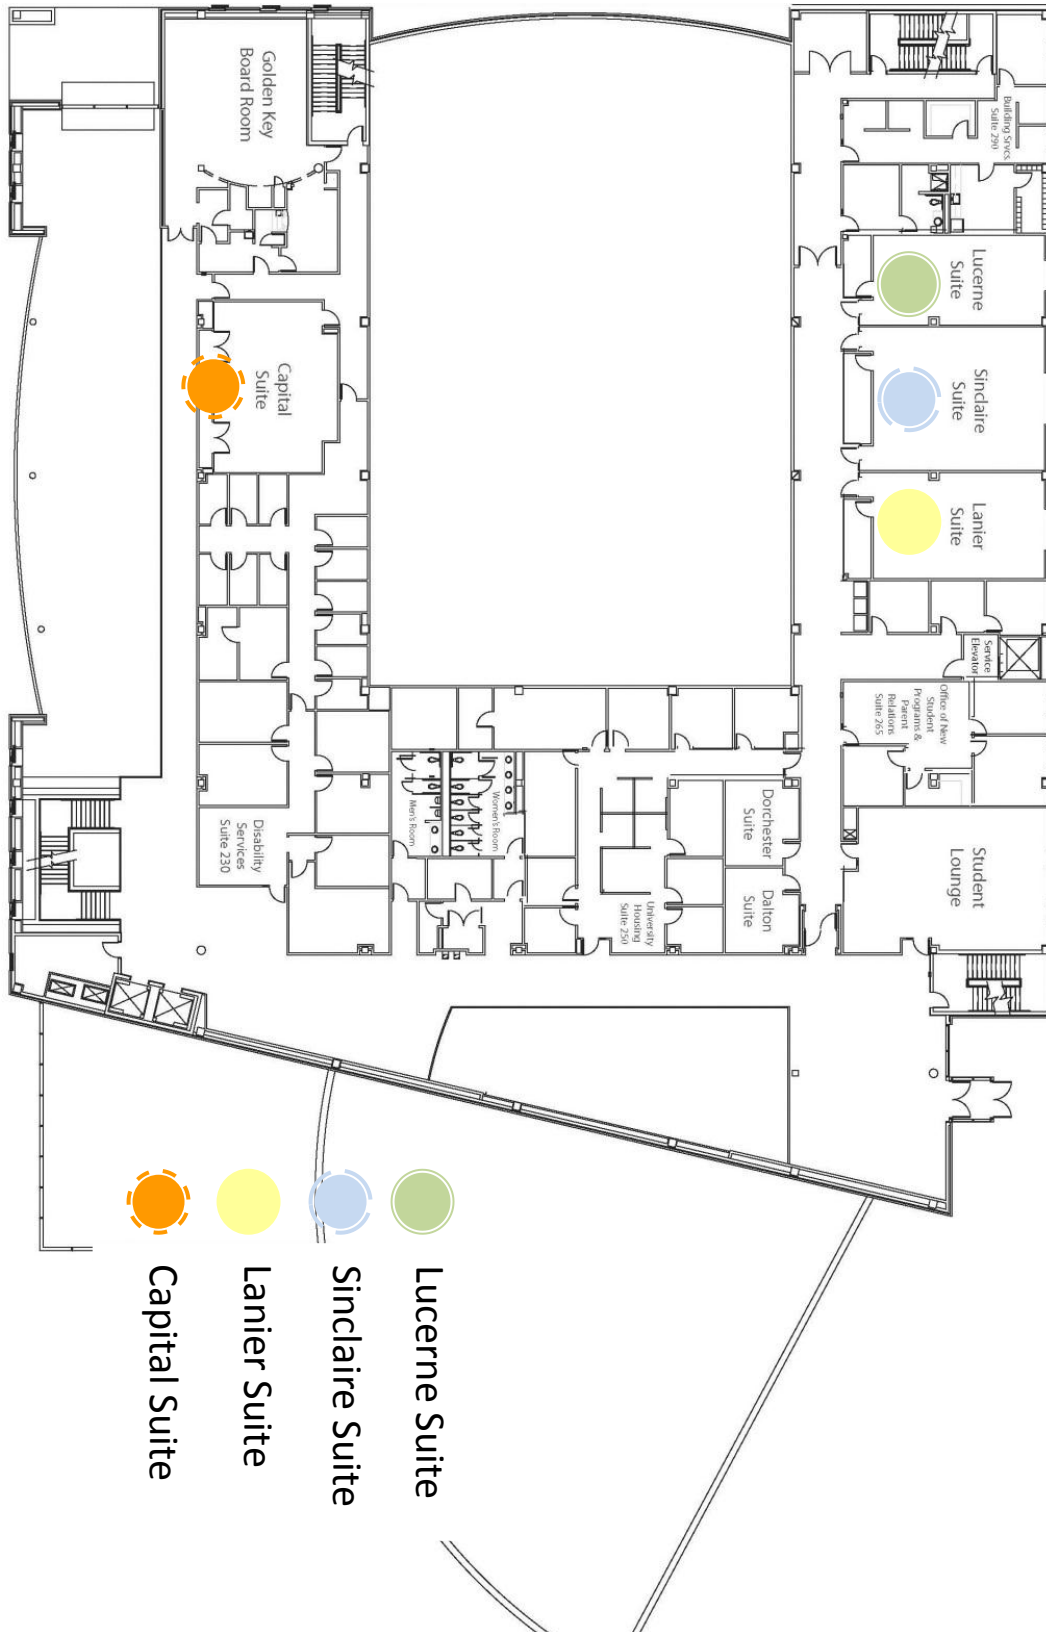 Golden Key
Board Room
Building Srvcs.
Suite 290
Lucerne
Suite
Sinclaire
Suite
Capital
Suite
Lanier
Suite
Service
Elevator
Office of New
Student
Programs &
Parent
Relations
Suite 265
Dorchester
Suite
Dalton
Suite
Student
Lounge
Women's Room
Men's Room
University
Housing
Suite 250
Disability
Services
Suite 230
Lucerne Suite
Sinclaire Suite
Lanier Suite
Capital Suite